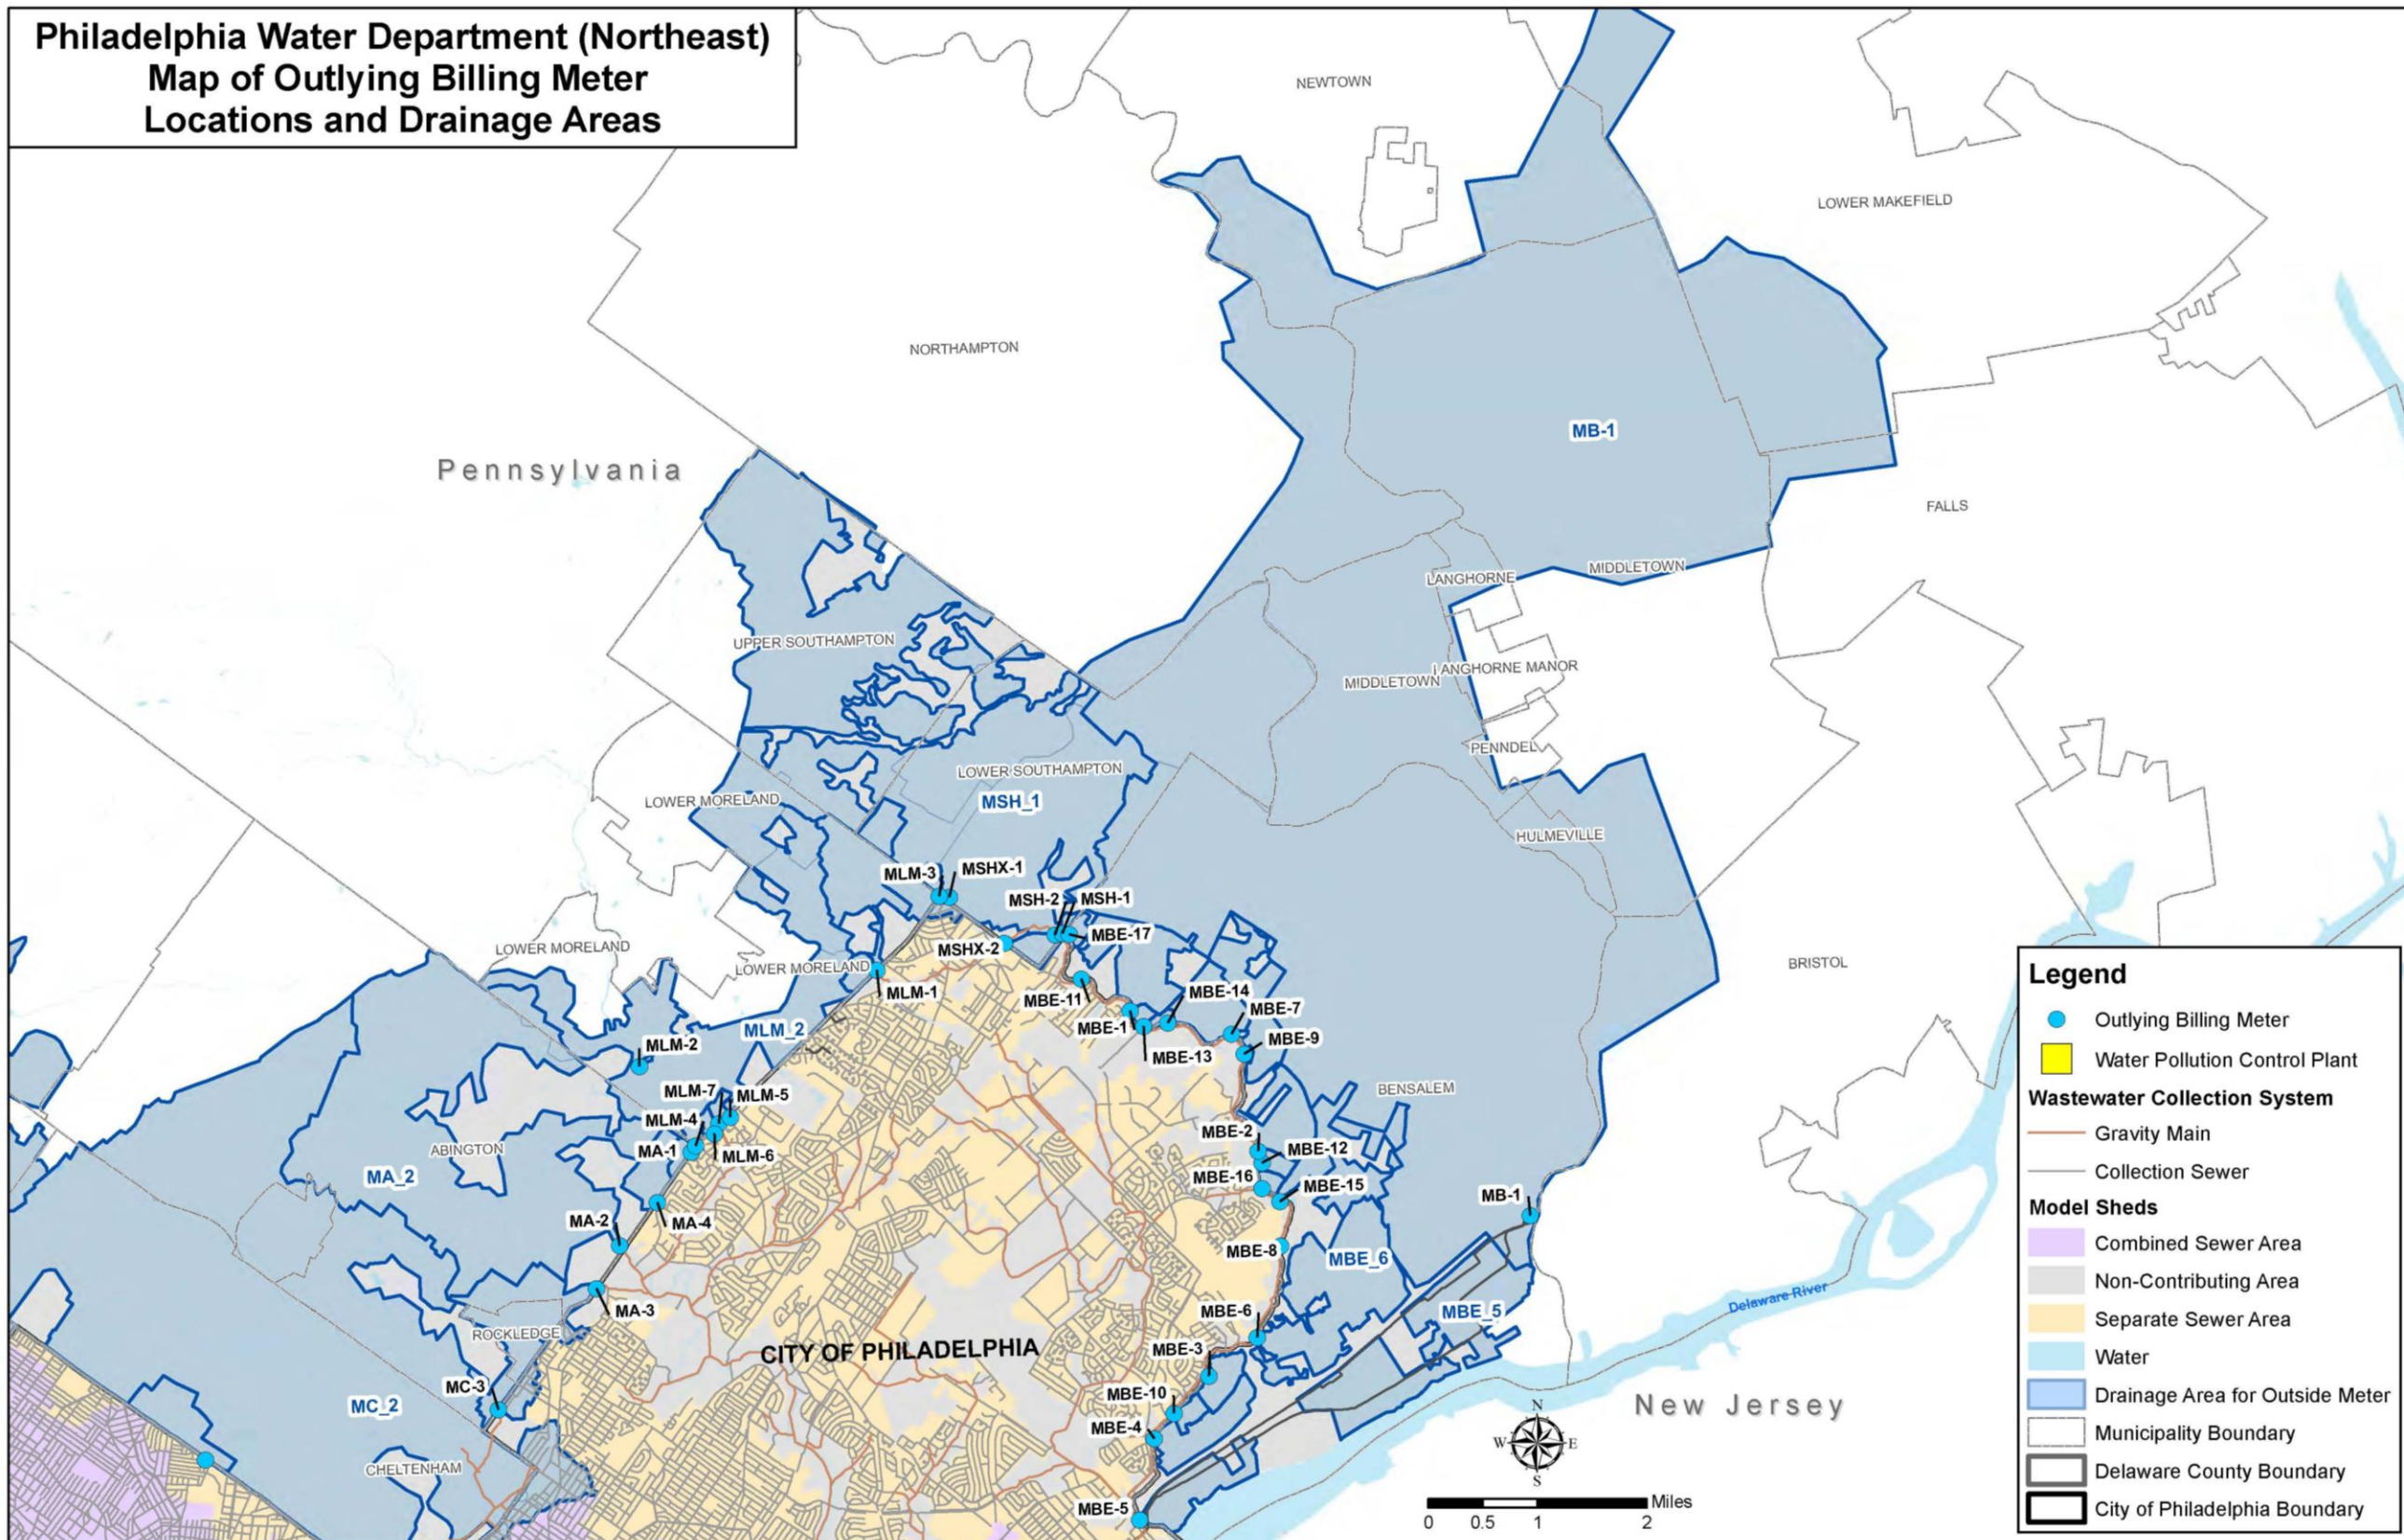 Philadelphia Water Department (Northeast)
Map of Outlying Billing Meter
Locations and Drainage Areas
NEWTOWN
LOWER MAKEFIELD
NORTHAMPTON
MB-1
Pennsylvania
FALLS
LANGHORNE
MIDDLETOWN
UPPER SOUTHAMPTON
LANGHORNE MANOR
MIDDLETOWN
PENNDEL
LOWER SOUTHAMPTON
LOWER MORELAND
MSH_1
HULMEVILLE
MLM-3
MSHX-1
MSH-2
MSH-1
MBE-17
MSHX-2
LOWER MORELAND
LOWER MORELAND
BRISTOL
MLM-1
MBE-11
MBE-14
MBE-7
MLM_2
MBE-1
MBE-9
MLM-2
MBE-13
MLM-7
MLM-5
BENSALEM
MLM-4
MBE-2
ABINGTON
MA-1
MLM-6
MBE-12
MA_2
MBE-16
MBE-15
MB-1
MA-2
MA-4
MBE-8
MBE_6
MA-3
MBE-6
MBE_5
Delaware River
ROCKLEDGE
CITY OF PHILADELPHIA
MBE-3
MC-3
MBE-10
MC_2
New Jersey
MBE-4
CHELTENHAM
MBE-5
N
W
E
S
Miles
0 0.5 1 2
Legend
Outlying Billing Meter
Water Pollution Control Plant
Wastewater Collection System
Gravity Main
Collection Sewer
Model Sheds
Combined Sewer Area
Non-Contributing Area
Separate Sewer Area
Water
Drainage Area for Outside Meter
Municipality Boundary
Delaware County Boundary
City of Philadelphia Boundary